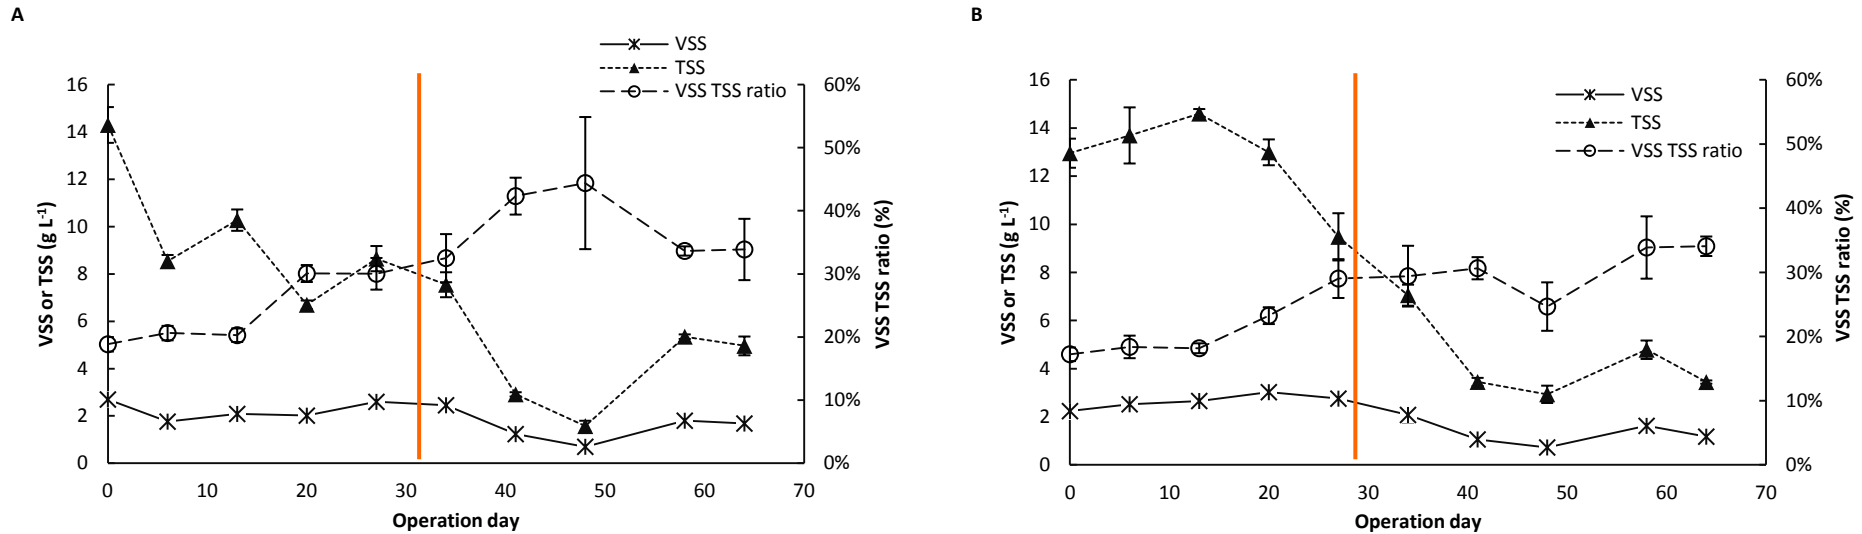 A
VSS
TSS
VSS TSS ratio
16
14
12
10
8
6
4
2
0
60%
50%
40%
30%
20%
10%
0%
VSS or TSS (g L⁻¹)
VSS TSS ratio (%)
0 10 20 30 40 50 60 70
Operation day
B
VSS
TSS
VSS TSS ratio
16
14
12
10
8
6
4
2
0
60%
50%
40%
30%
20%
10%
0%
VSS or TSS (g L⁻¹)
VSS TSS ratio (%)
0 10 20 30 40 50 60 70
Operation day